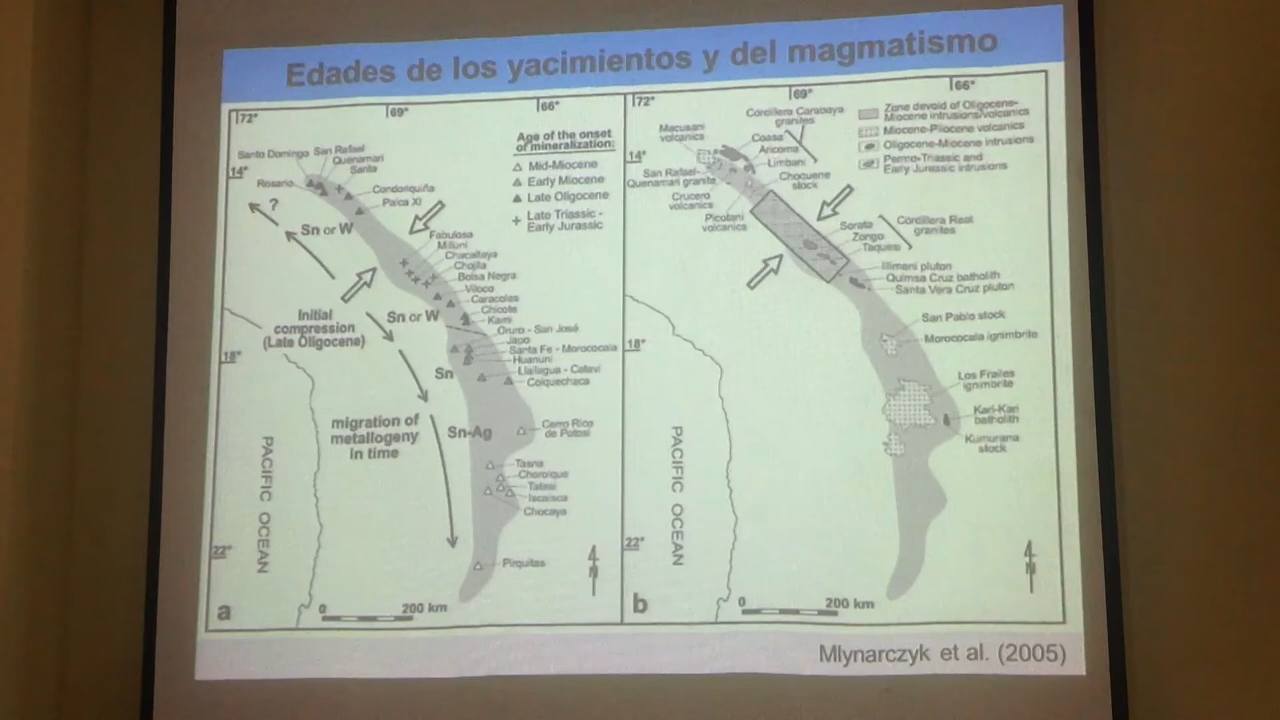 Edades de los yacimientos y del magmatismo
72°
69°
66°
14°
18°
22°
Santo Domingo
San Rafael
Quenamari
Sarita
Rosario
Condoriquiña
Palca XI
?
Sn or W
Age of the onset
of mineralization:
Mid-Miocene
Early Miocene
Late Oligocene
Late Triassic -
Early Jurassic
Fabulosa
Milluni
Chacaltaya
Chojlla
Bolsa Negra
Viloco
Caracoles
Chicote
Kami
Oruro - San José
Japo
Santa Fe - Morococala
Huanuni
Llallagua - Catavi
Colquechaca
Initial
compression
(Late Oligocene)
Sn or W
Sn
Sn-Ag
migration of
metallogeny
in time
Cerro Rico
de Potosí
Tasna
Chorolque
Tatasi
Chocaya
Pirquitas
PACIFIC OCEAN
N
a
0
200 km
72°
69°
66°
14°
18°
22°
Macusani
volcanics
Cordillera Carabaya
granites
Coasa
Aricoma
Limbani
San Rafael-
Quenamari granite
Choquene
stock
Crucero
volcanics
Picotani
volcanics
Zone devoid of Oligocene-
Miocene intrusions/volcanics
Miocene-Pliocene volcanics
Oligocene-Miocene intrusions
Permo-Triassic and
Early Jurassic intrusions
Sorata
Zongo
Taquesi
Cordillera Real
granites
Illimani pluton
Quimsa Cruz batholith
Santa Vera Cruz pluton
San Pablo stock
Morococala ignimbrite
Los Frailes
ignimbrite
Kari-Kari
batholith
Kumurana
stock
PACIFIC OCEAN
N
b
0
200 km
Mlynarczyk et al. (2005)